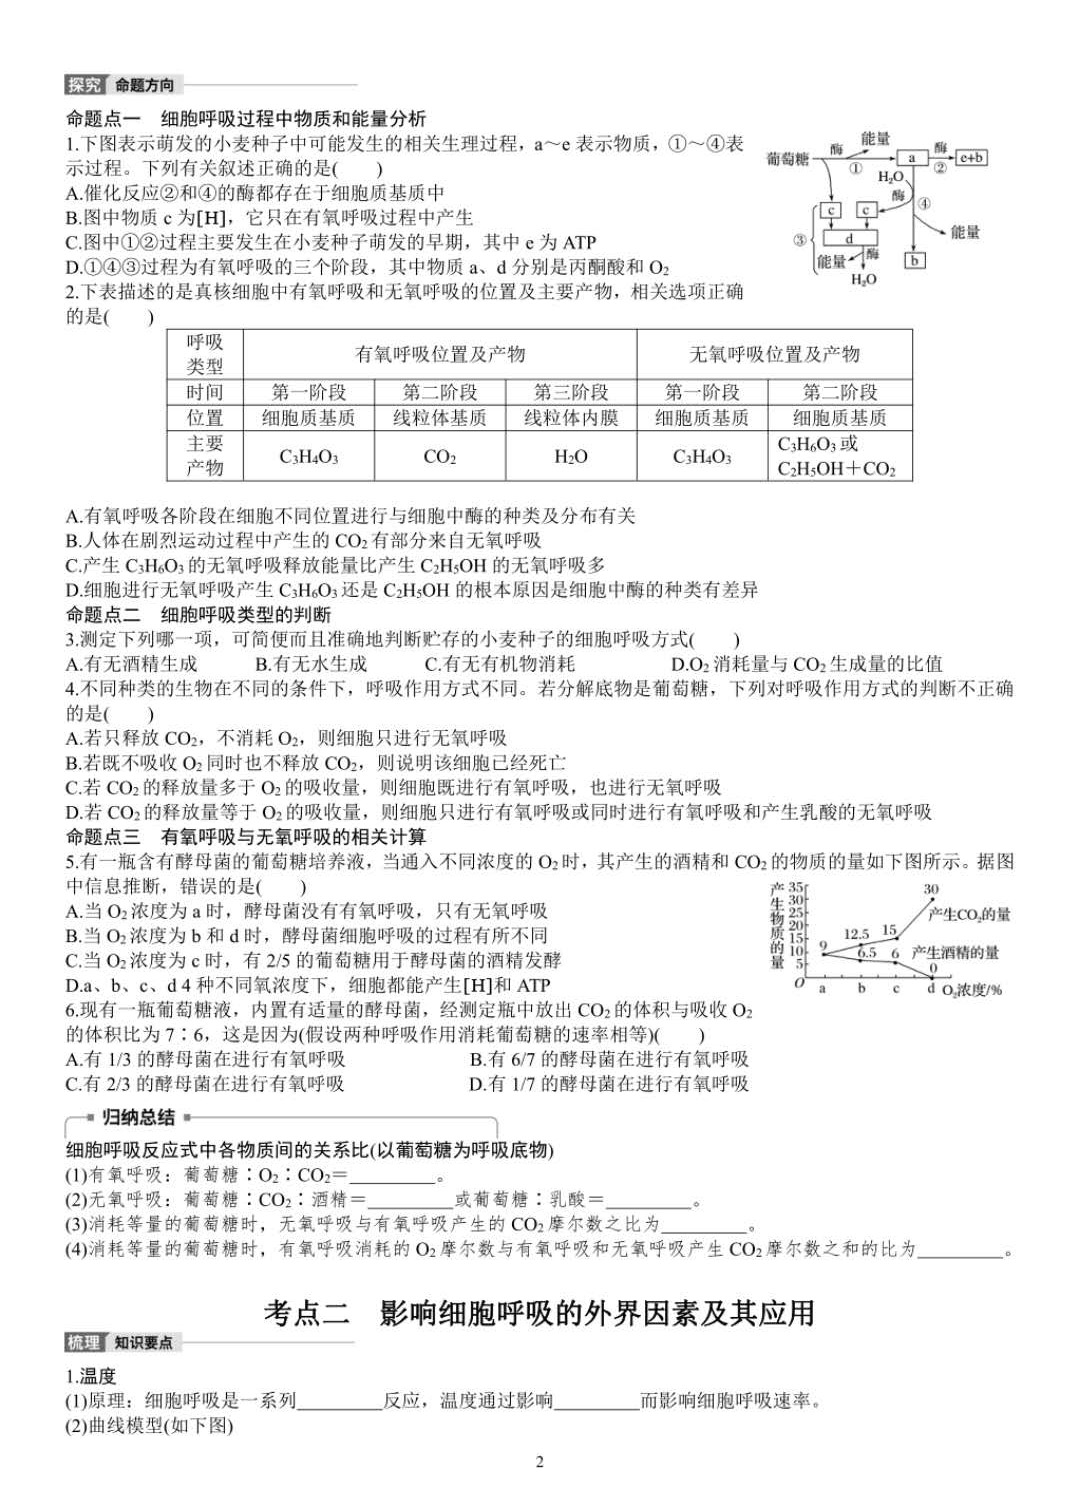 探究 命题方向
命题点一 细胞呼吸过程中物质和能量分析
1.下图表示萌发的小麦种子中可能发生的相关生理过程，a～e 表示物质，①～④表
示过程。下列有关叙述正确的是(  )
A.催化反应②和④的酶都存在于细胞质基质中
B.图中物质 c 为[H]，它只在有氧呼吸过程中产生
C.图中①②过程主要发生在小麦种子萌发的早期，其中 e 为 ATP
D.①④③过程为有氧呼吸的三个阶段，其中物质 a、d 分别是丙酮酸和 O₂
葡萄糖 酶 ① 能量 a 酶 ② e+b
H₂O 酶 ④
c c
③ d 能量
能量 酶 b
H₂O
2.下表描述的是真核细胞中有氧呼吸和无氧呼吸的位置及主要产物，相关选项正确
的是(  )
呼吸类型 有氧呼吸位置及产物 无氧呼吸位置及产物
时间 第一阶段 第二阶段 第三阶段 第一阶段 第二阶段
位置 细胞质基质 线粒体基质 线粒体内膜 细胞质基质 细胞质基质
主要产物 C₃H₄O₃ CO₂ H₂O C₃H₄O₃ C₃H₆O₃ 或 C₂H₅OH＋CO₂
A.有氧呼吸各阶段在细胞不同位置进行与细胞中酶的种类及分布有关
B.人体在剧烈运动过程中产生的 CO₂ 有部分来自无氧呼吸
C.产生 C₃H₆O₃ 的无氧呼吸释放能量比产生 C₂H₅OH 的无氧呼吸多
D.细胞进行无氧呼吸产生 C₃H₆O₃ 还是 C₂H₅OH 的根本原因是细胞中酶的种类有差异
命题点二 细胞呼吸类型的判断
3.测定下列哪一项，可简便而且准确地判断贮存的小麦种子的细胞呼吸方式(  )
A.有无酒精生成 B.有无水生成 C.有无有机物消耗 D.O₂ 消耗量与 CO₂ 生成量的比值
4.不同种类的生物在不同的条件下，呼吸作用方式不同。若分解底物是葡萄糖，下列对呼吸作用方式的判断不正确
的是(  )
A.若只释放 CO₂，不消耗 O₂，则细胞只进行无氧呼吸
B.若既不吸收 O₂ 同时也不释放 CO₂，则说明该细胞已经死亡
C.若 CO₂ 的释放量多于 O₂ 的吸收量，则细胞既进行有氧呼吸，也进行无氧呼吸
D.若 CO₂ 的释放量等于 O₂ 的吸收量，则细胞只进行有氧呼吸或同时进行有氧呼吸和产生乳酸的无氧呼吸
命题点三 有氧呼吸与无氧呼吸的相关计算
5.有一瓶含有酵母菌的葡萄糖培养液，当通入不同浓度的 O₂ 时，其产生的酒精和 CO₂ 的物质的量如下图所示。据图
中信息推断，错误的是(  )
A.当 O₂ 浓度为 a 时，酵母菌没有有氧呼吸，只有无氧呼吸
B.当 O₂ 浓度为 b 和 d 时，酵母菌细胞呼吸的过程有所不同
C.当 O₂ 浓度为 c 时，有 2/5 的葡萄糖用于酵母菌的酒精发酵
D.a、b、c、d 4 种不同氧浓度下，细胞都能产生[H]和 ATP
产生物质的量
35
30
25
20
15
10
5
O a b c d O₂浓度/%
9 12.5 15 30 产生CO₂的量
6.5 6 0 产生酒精的量
6.现有一瓶葡萄糖液，内置有适量的酵母菌，经测定瓶中放出 CO₂ 的体积与吸收 O₂
的体积比为 7∶6，这是因为(假设两种呼吸作用消耗葡萄糖的速率相等)(  )
A.有 1/3 的酵母菌在进行有氧呼吸 B.有 6/7 的酵母菌在进行有氧呼吸
C.有 2/3 的酵母菌在进行有氧呼吸 D.有 1/7 的酵母菌在进行有氧呼吸
归纳总结
细胞呼吸反应式中各物质间的关系比(以葡萄糖为呼吸底物)
(1)有氧呼吸：葡萄糖∶O₂∶CO₂＝________。
(2)无氧呼吸：葡萄糖∶CO₂∶酒精＝________或葡萄糖∶乳酸＝________。
(3)消耗等量的葡萄糖时，无氧呼吸与有氧呼吸产生的 CO₂ 摩尔数之比为________。
(4)消耗等量的葡萄糖时，有氧呼吸消耗的 O₂ 摩尔数与有氧呼吸和无氧呼吸产生 CO₂ 摩尔数之和的比为________。
考点二 影响细胞呼吸的外界因素及其应用
梳理 知识要点
1.温度
(1)原理：细胞呼吸是一系列________反应，温度通过影响________而影响细胞呼吸速率。
(2)曲线模型(如下图)
2